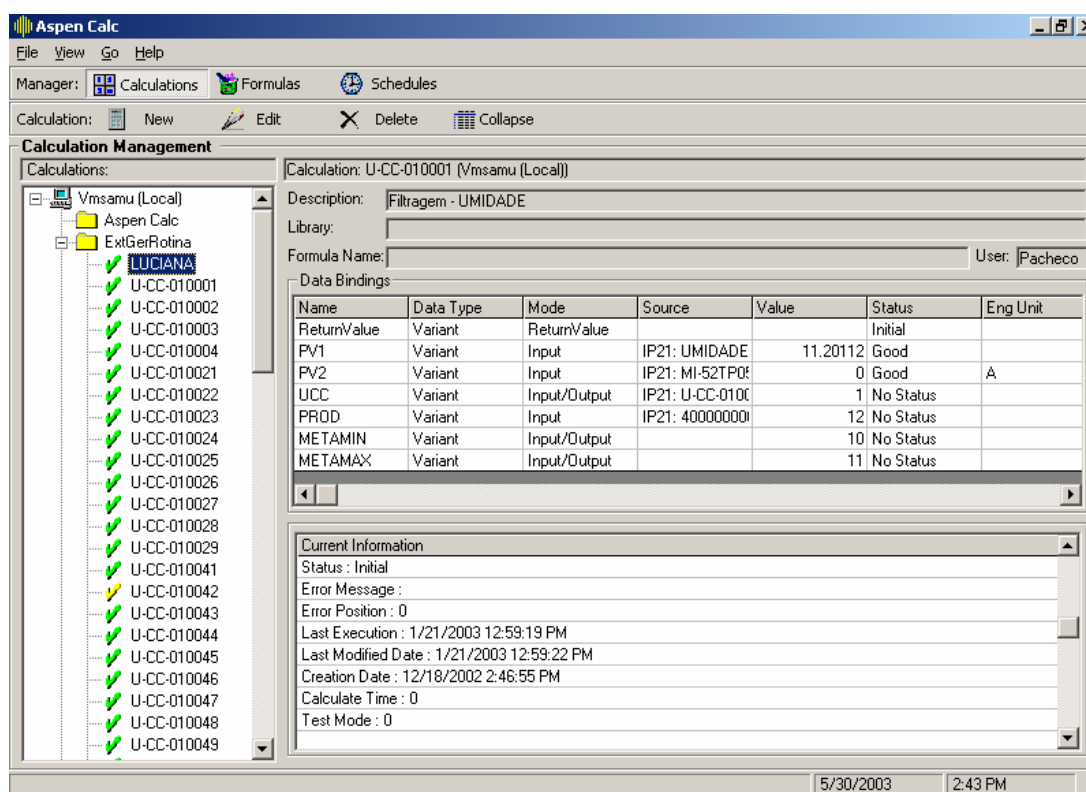 Aspen Calc
File View Go Help
Manager: Calculations Formulas Schedules
Calculation: New Edit Delete Collapse
Calculation Management
Calculations:
Vmsamu (Local)
Aspen Calc
ExtGerRotina
LUCIANA
U-CC-010001
U-CC-010002
U-CC-010003
U-CC-010004
U-CC-010021
U-CC-010022
U-CC-010023
U-CC-010024
U-CC-010025
U-CC-010026
U-CC-010027
U-CC-010028
U-CC-010029
U-CC-010041
U-CC-010042
U-CC-010043
U-CC-010044
U-CC-010045
U-CC-010046
U-CC-010047
U-CC-010048
U-CC-010049
Calculation: U-CC-010001 (Vmsamu (Local))
Description: Filtragem - UMIDADE
Library:
Formula Name: User: Pacheco
Data Bindings
Name Data Type Mode Source Value Status Eng Unit
ReturnValue Variant ReturnValue Initial
PV1 Variant Input IP21: UMIDADE 11.20112 Good
PV2 Variant Input IP21: MI-52TP05 0 Good A
UCC Variant Input/Output IP21: U-CC-0100 1 No Status
PROD Variant Input IP21: 40000000 12 No Status
METAMIN Variant Input/Output 10 No Status
METAMAX Variant Input/Output 11 No Status
Current Information
Status : Initial
Error Message :
Error Position : 0
Last Execution : 1/21/2003 12:59:19 PM
Last Modified Date : 1/21/2003 12:59:22 PM
Creation Date : 12/18/2002 2:46:55 PM
Calculate Time : 0
Test Mode : 0
5/30/2003 2:43 PM